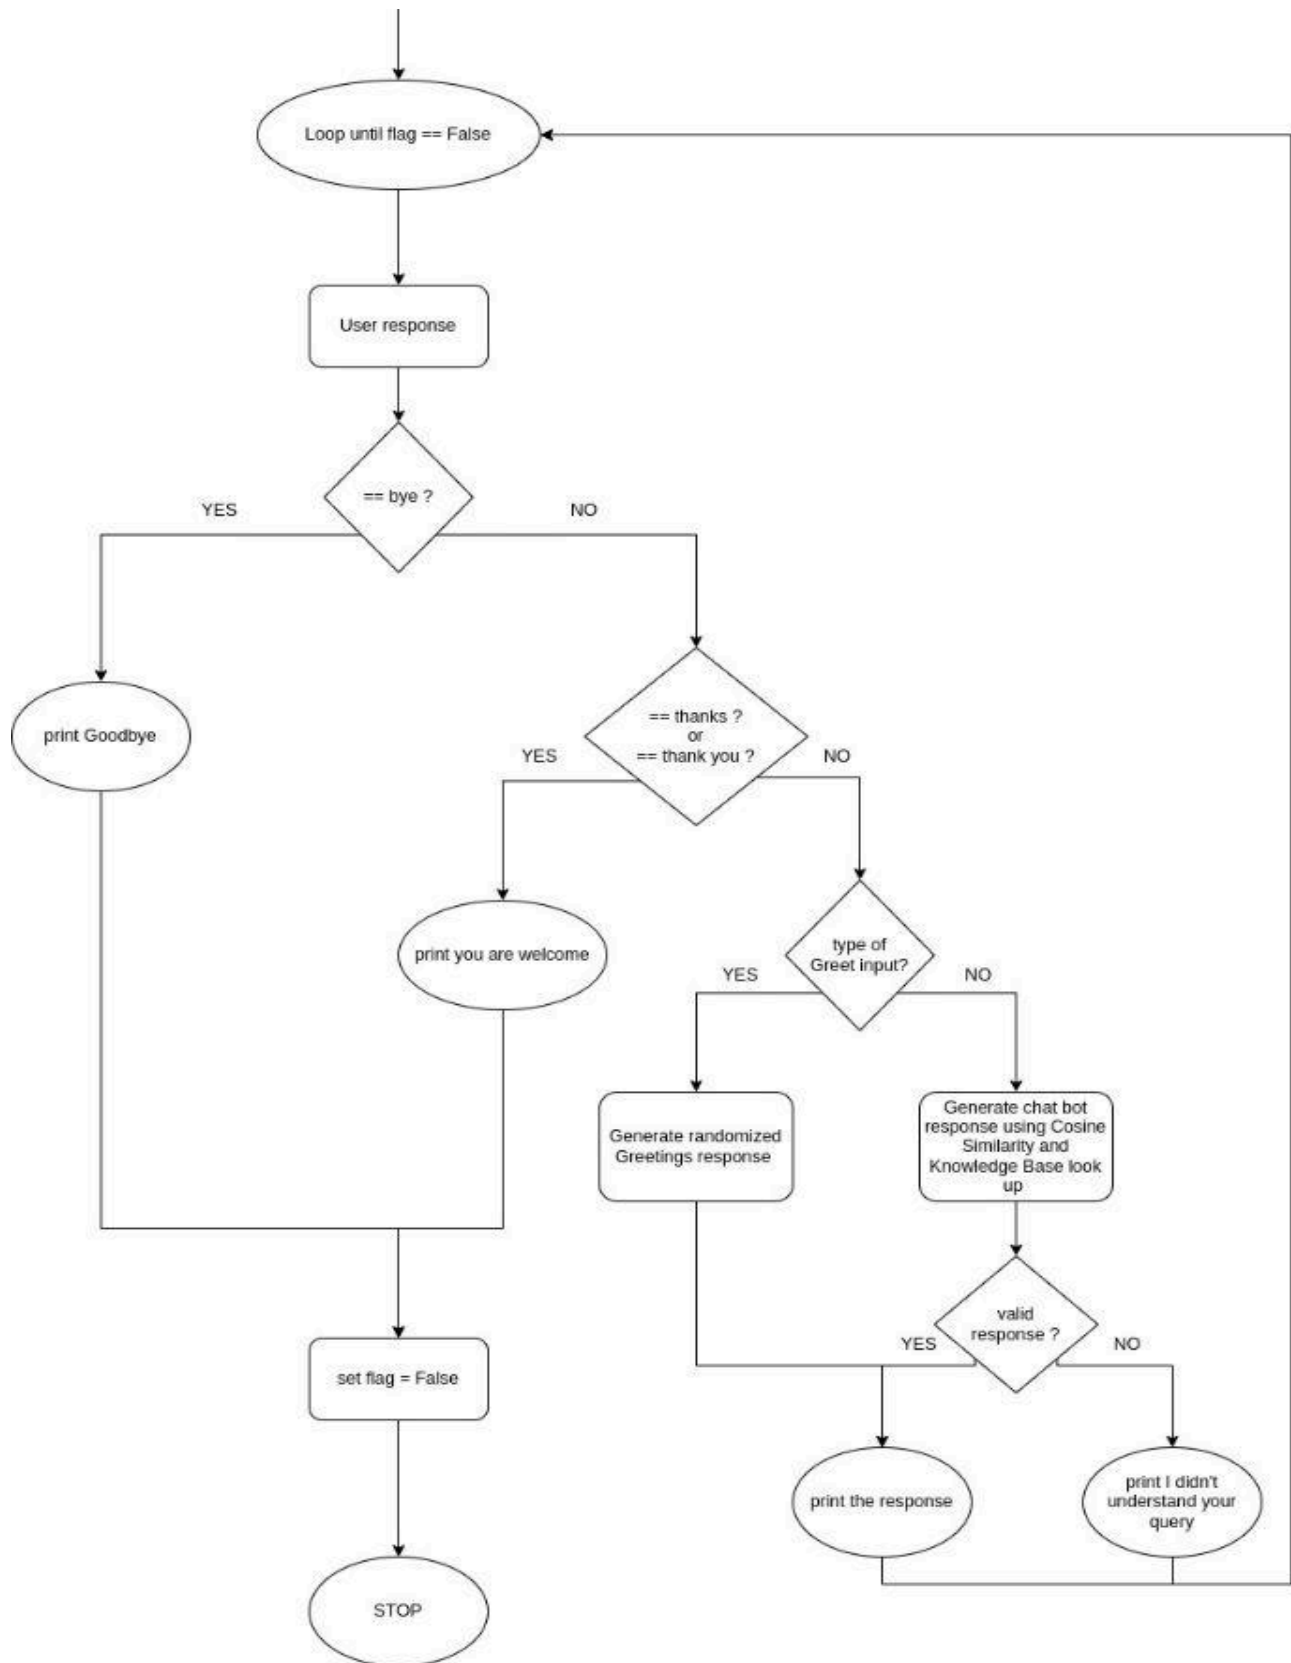 Loop until flag == False
User response
== bye ?
YES
NO
print Goodbye
== thanks ?
or
== thank you ?
YES
NO
print you are welcome
type of
Greet input?
YES
NO
Generate randomized
Greetings response
Generate chat bot
response using Cosine
Similarity and
Knowledge Base look
up
valid
response ?
YES
NO
set flag = False
print the response
print I didn't
understand your
query
STOP